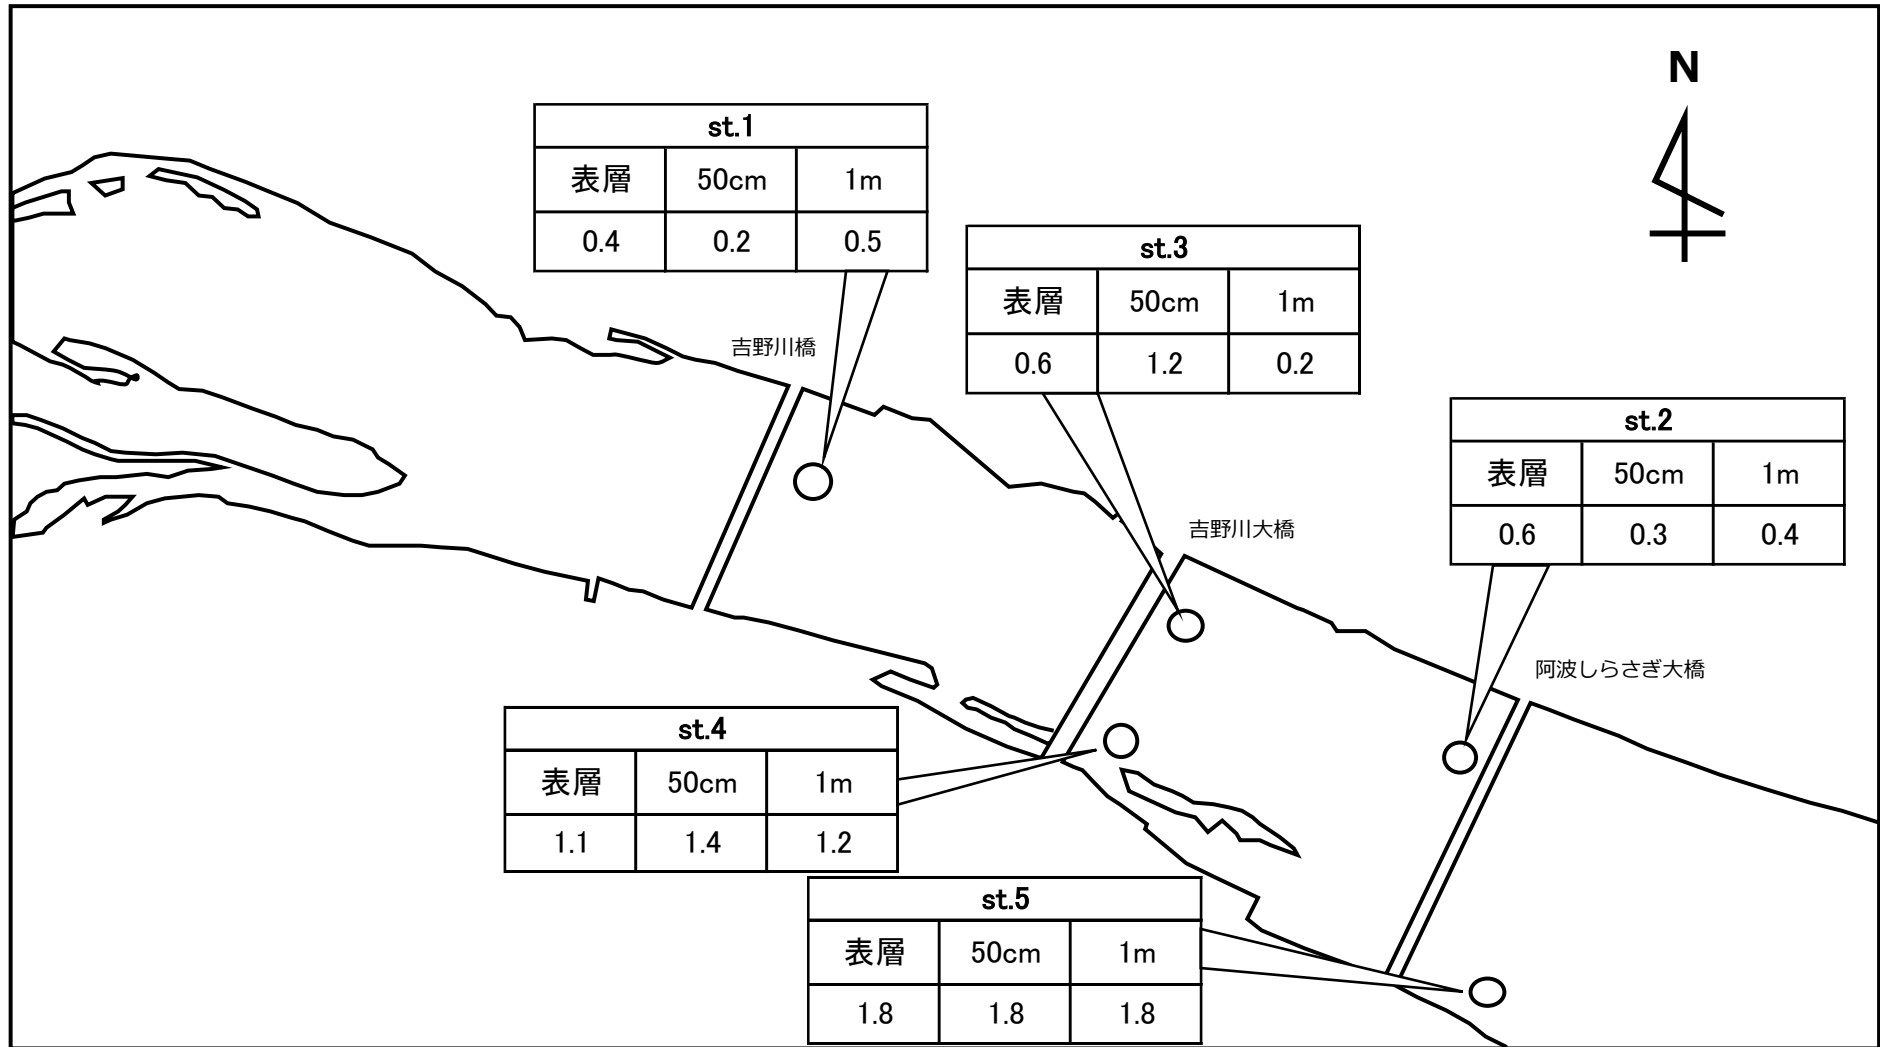 N
st.1
表層 50cm 1m
0.4 0.2 0.5
st.3
表層 50cm 1m
0.6 1.2 0.2
吉野川橋
st.2
表層 50cm 1m
0.6 0.3 0.4
吉野川大橋
阿波しらさぎ大橋
st.4
表層 50cm 1m
1.1 1.4 1.2
st.5
表層 50cm 1m
1.8 1.8 1.8